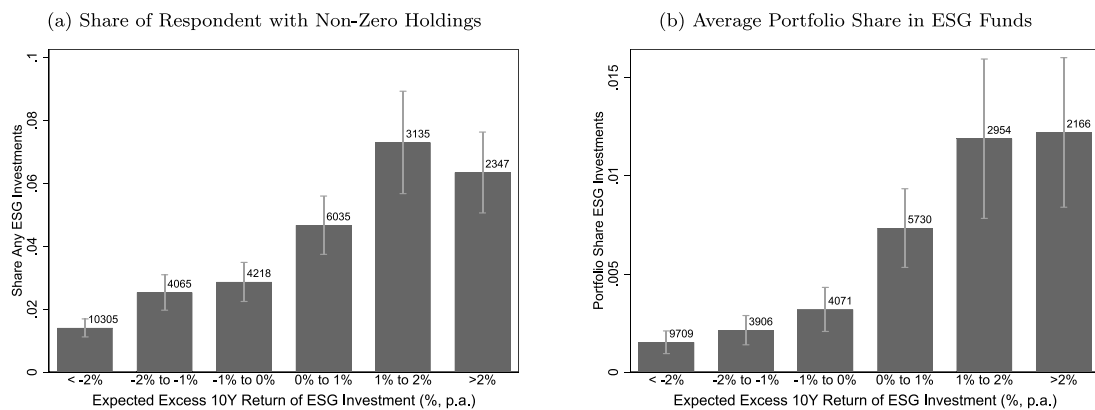 (a) Share of Respondent with Non-Zero Holdings
Share Any ESG Investments
.1
.08
.06
.04
.02
0
10305
4065
4218
6035
3135
2347
< -2%
-2% to -1%
-1% to 0%
0% to 1%
1% to 2%
>2%
Expected Excess 10Y Return of ESG Investment (%, p.a.)
(b) Average Portfolio Share in ESG Funds
Portfolio Share ESG Investments
.015
.01
.005
0
9709
3906
4071
5730
2954
2166
< -2%
-2% to -1%
-1% to 0%
0% to 1%
1% to 2%
>2%
Expected Excess 10Y Return of ESG Investment (%, p.a.)